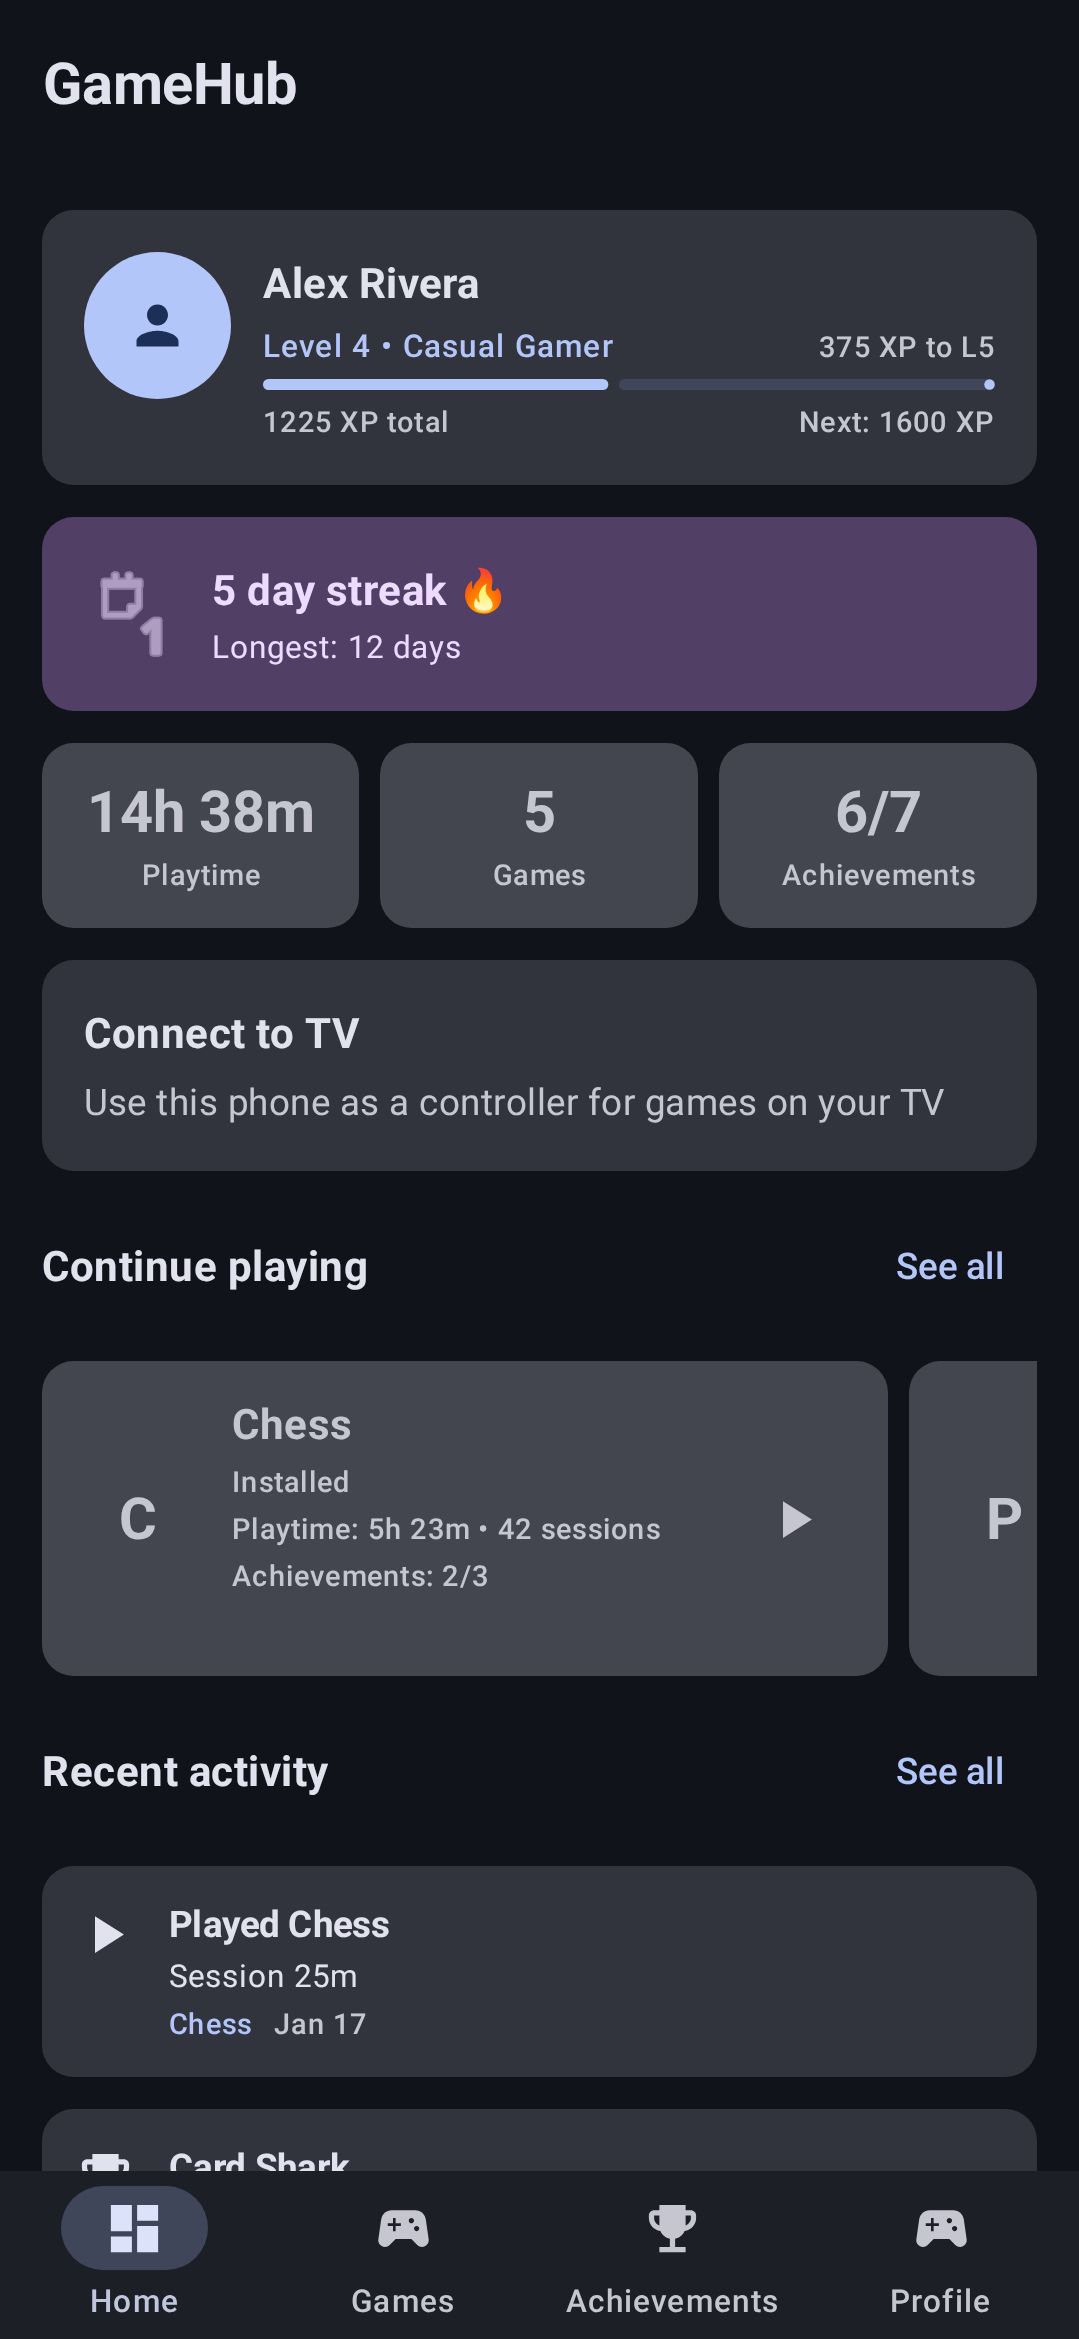 GameHub
Alex Rivera
Level 4 • Casual Gamer
375 XP to L5
1225 XP total
Next: 1600 XP
1
5 day streak 🔥
Longest: 12 days
14h 38m
Playtime
5
Games
6/7
Achievements
Connect to TV
Use this phone as a controller for games on your TV
Continue playing
See all
C
Chess
Installed
Playtime: 5h 23m • 42 sessions
Achievements: 2/3
P
Recent activity
See all
Played Chess
Session 25m
Chess Jan 17
Card Shark
Home
Games
Achievements
Profile